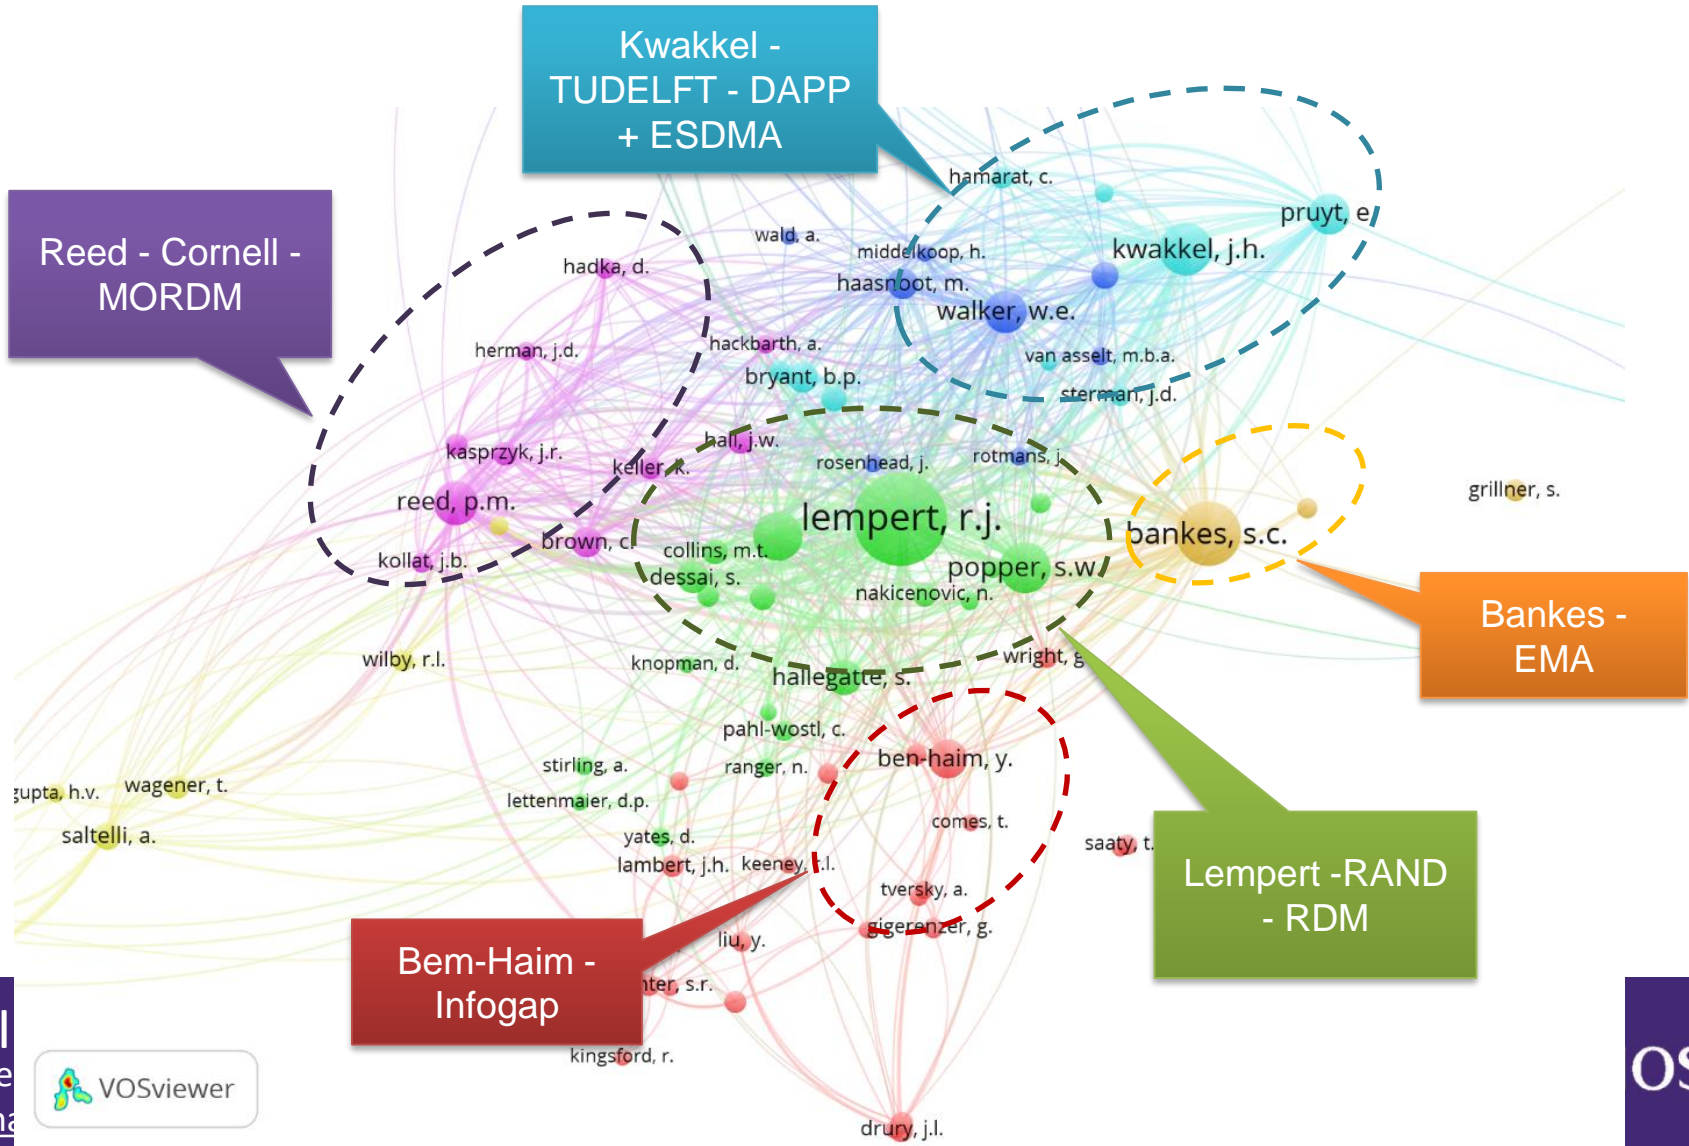 Kwakkel -
TUDELFT - DAPP
+ ESDMA
Reed - Cornell -
MORDM
hamarat, c.
pruyt, e.
wald, a.
middelkoop, h.
kwakkel, j.h.
hadka, d.
haasnoot, m.
walker, w.e.
herman, j.d.
hackbarth, a.
van asselt, m.b.a.
bryant, b.p.
sterman, j.d.
hall, j.w.
kasprzyk, j.r.
keller, k.
rosenhead, j.
rotmans, j.
grillner, s.
reed, p.m.
lempert, r.j.
bankes, s.c.
brown, c.
collins, m.t.
kollat, j.b.
dessai, s.
popper, s.w.
nakicenovic, n.
Bankes -
EMA
wilby, r.l.
knopman, d.
wright, g.
hallegatte, s.
pahl-wostl, c.
ben-haim, y.
stirling, a.
ranger, n.
gupta, h.v.
wagener, t.
lettenmaier, d.p.
comes, t.
saltelli, a.
yates, d.
saaty, t.
lambert, j.h.
keeney, r.l.
tversky, a.
Lempert -RAND
- RDM
gigerenzer, g.
liu, y.
Bem-Haim -
Infogap
nter, s.r.
kingsford, r.
VOSviewer
drury, j.l.
os